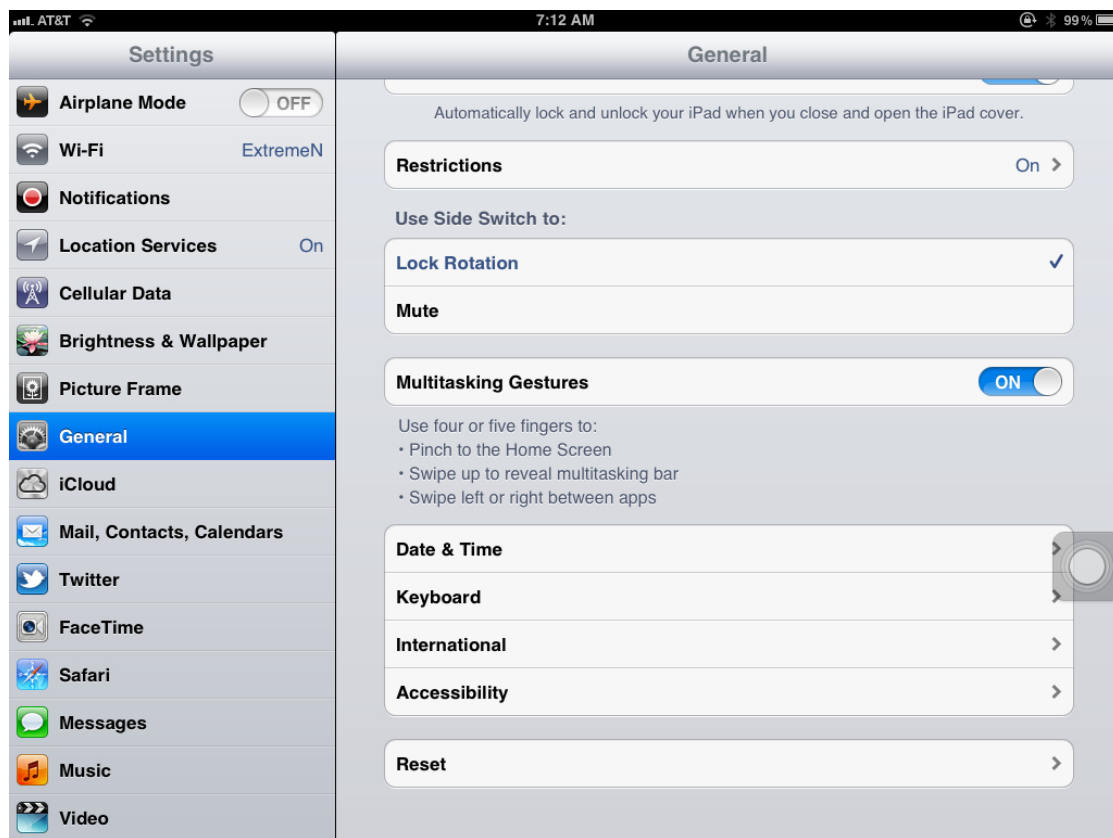 AT&T 7:12 AM 99%
Settings
Airplane Mode OFF
Wi-Fi ExtremeN
Notifications
Location Services On
Cellular Data
Brightness & Wallpaper
Picture Frame
General
iCloud
Mail, Contacts, Calendars
Twitter
FaceTime
Safari
Messages
Music
Video
General
Automatically lock and unlock your iPad when you close and open the iPad cover.
Restrictions On
Use Side Switch to:
Lock Rotation
Mute
Multitasking Gestures ON
Use four or five fingers to:
• Pinch to the Home Screen
• Swipe up to reveal multitasking bar
• Swipe left or right between apps
Date & Time
Keyboard
International
Accessibility
Reset